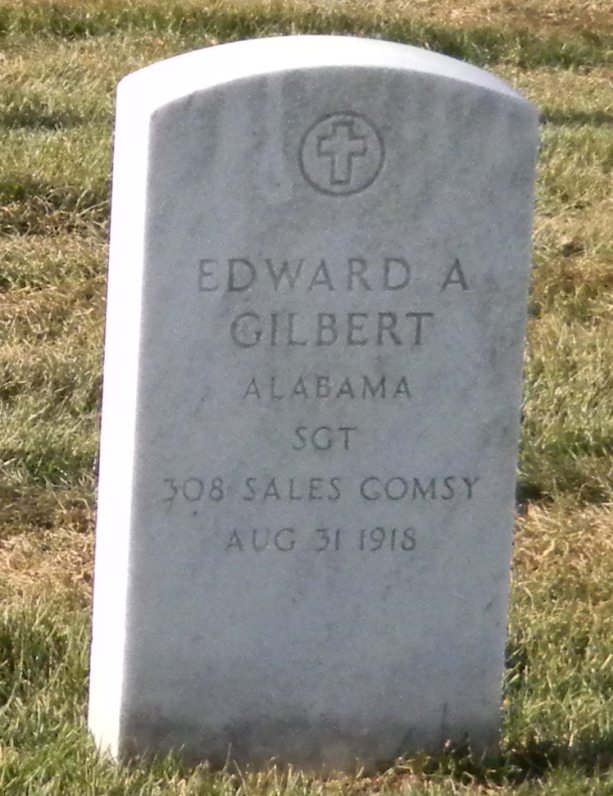 EDWARD A
GILBERT
ALABAMA
SGT
308 SALES COMSY
AUG 31 1918